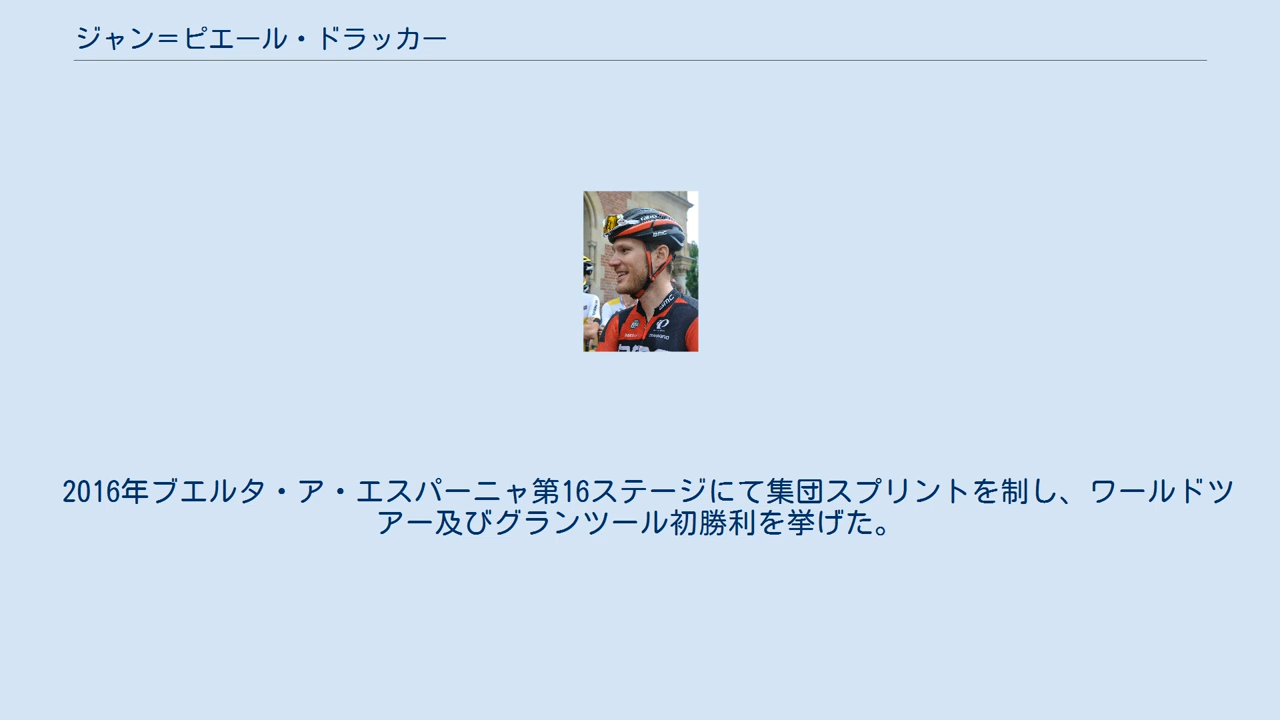 ジャン＝ピエール・ドラッカー
2016年ブエルタ・ア・エスパーニャ第16ステージにて集団スプリントを制し、ワールドツ
アー及びグランツール初勝利を挙げた。